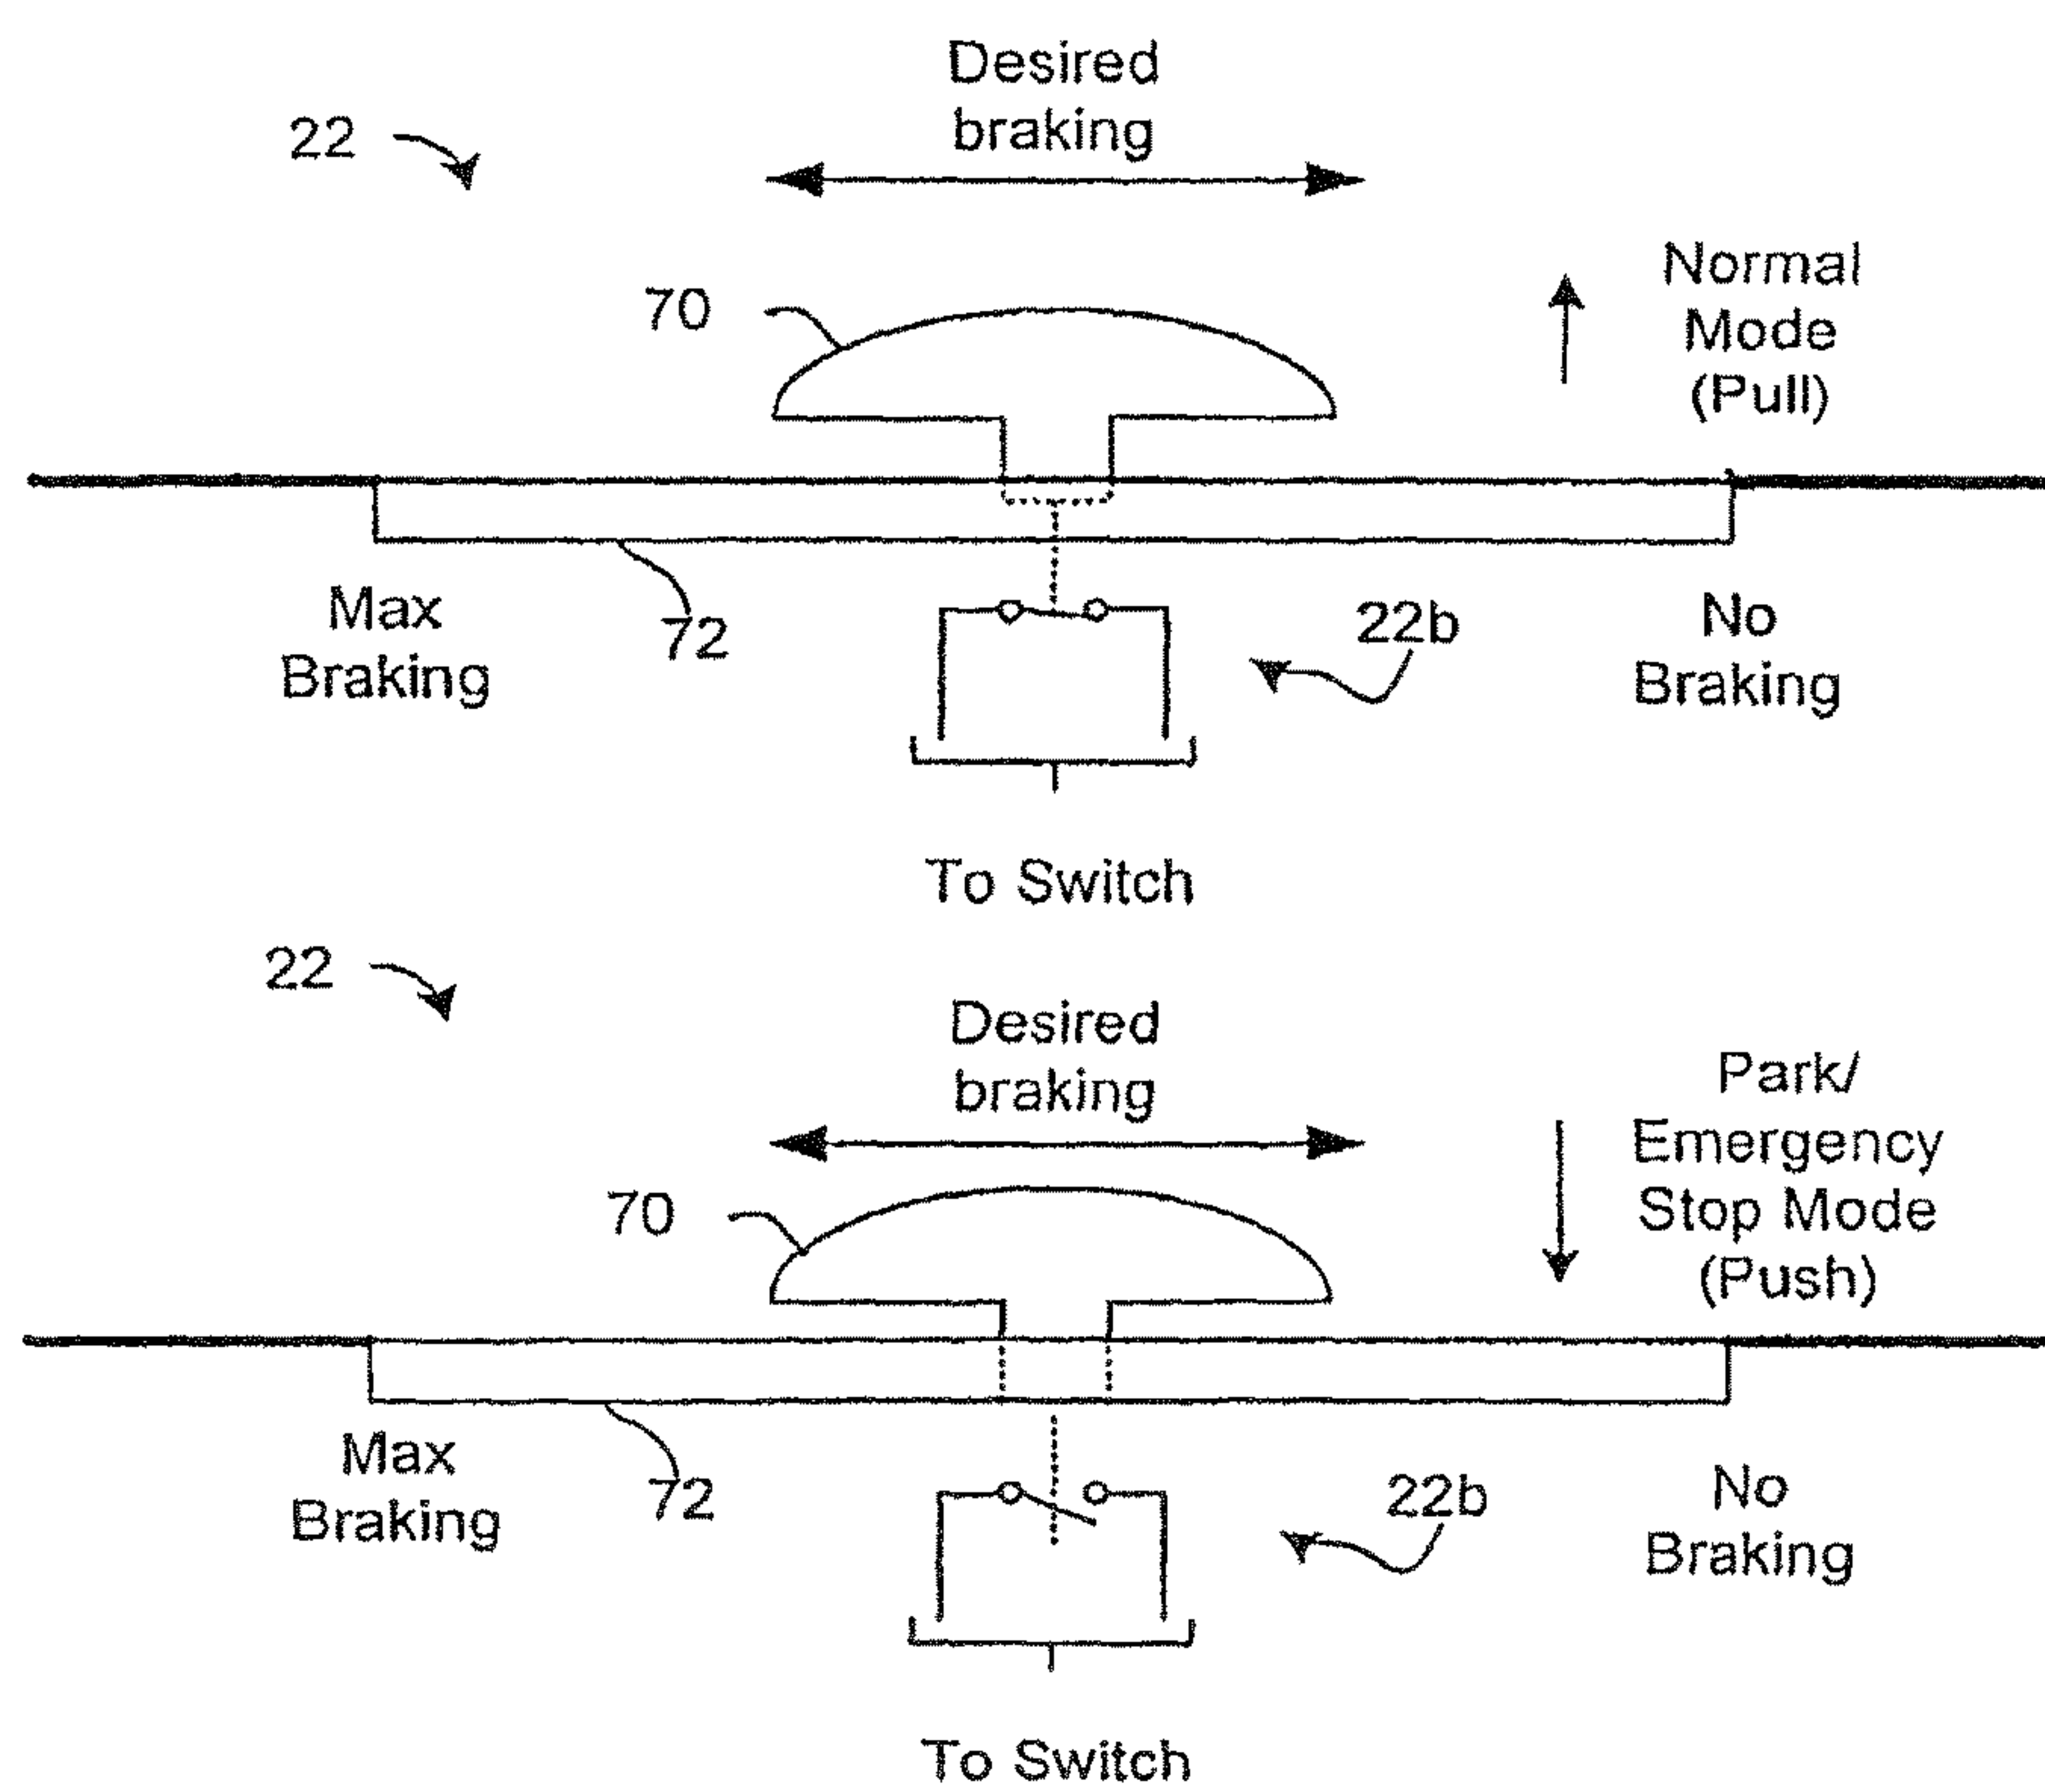 Desired
braking
22
Normal
Mode
(Pull)
70
Max
Braking
72
22b
No
Braking
To Switch
22
Desired
braking
Park/
Emergency
Stop Mode
(Push)
70
Max
Braking
72
22b
No
Braking
To Switch